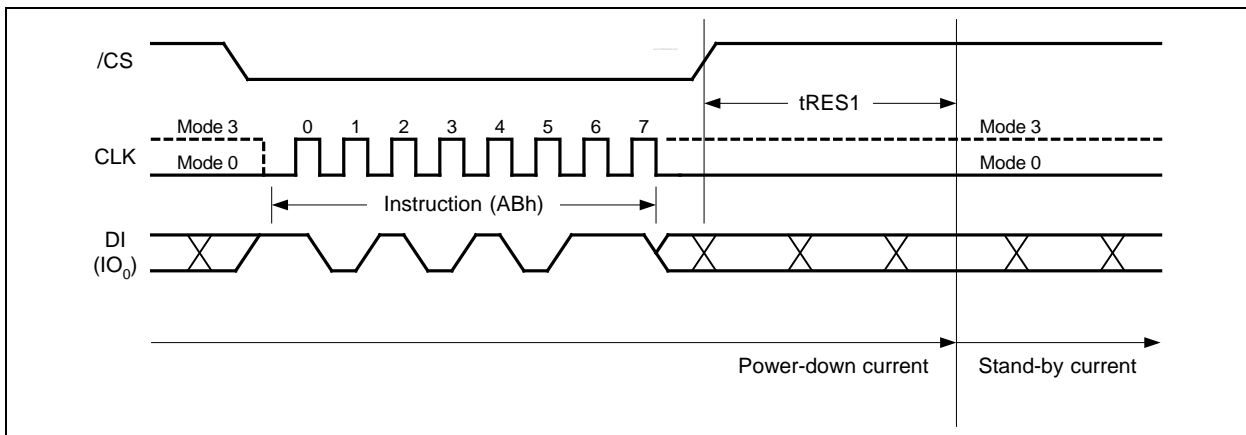 /CS
tRES1
Mode 3
0 1 2 3 4 5 6 7
Mode 3
CLK
Mode 0
Mode 0
Instruction (ABh)
DI
(IO₀)
Power-down current
Stand-by current